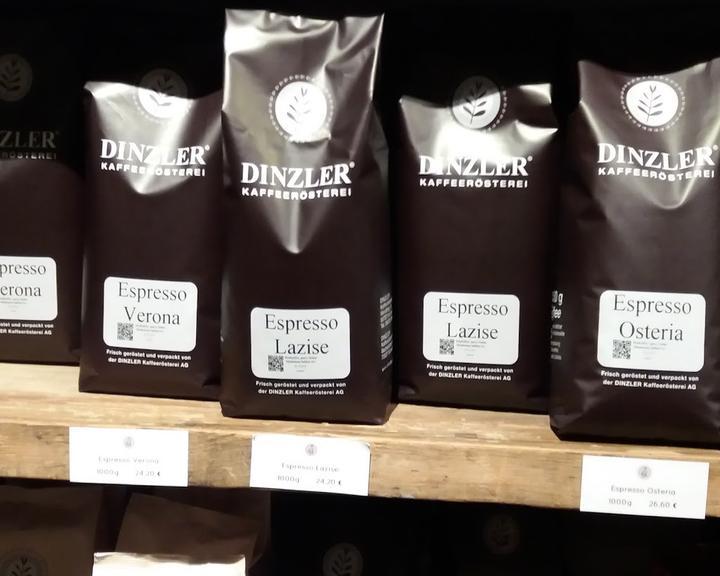 NZLER
RÖSTEREI
presso
erona
DINZLER®
KAFFEERÖSTEREI
Espresso
Verona
Frisch geröstet und verpackt von
der DINZLER Kaffeerösterei AG
DINZLER®
KAFFEERÖSTEREI
Espresso
Lazise
Frisch geröstet und verpackt von
der DINZLER Kaffeerösterei AG
DINZLER®
KAFFEERÖSTEREI
Espresso
Lazise
Frisch geröstet und verpackt von
der DINZLER Kaffeerösterei AG
DINZLER®
KAFFEERÖSTEREI
Espresso
Osteria
Frisch geröstet und verpackt von
der DINZLER Kaffeerösterei AG
Espresso Verona
1000g 24,20 €
Espresso Lazise
1000g 24,20 €
Espresso Osteria
1000g 26,60 €